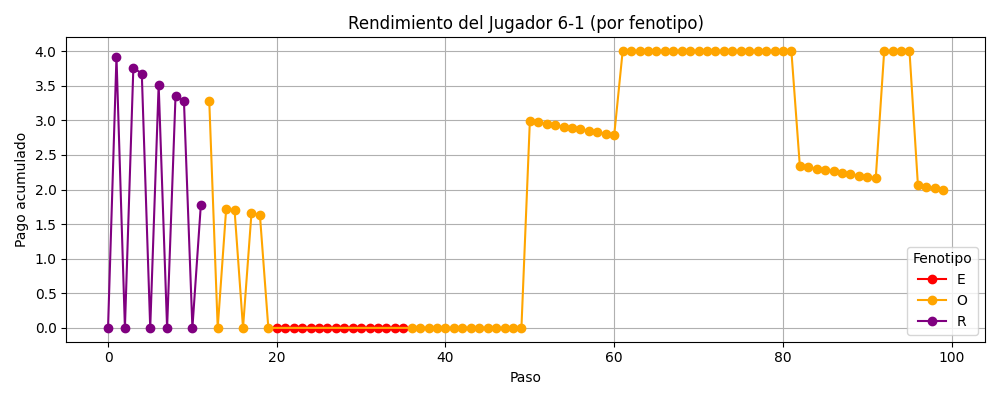 Rendimiento del Jugador 6-1 (por fenotipo)
Pago acumulado
4.0
3.5
3.0
2.5
2.0
1.5
1.0
0.5
0.0
Fenotipo
E
O
R
0 20 40 60 80 100
Paso